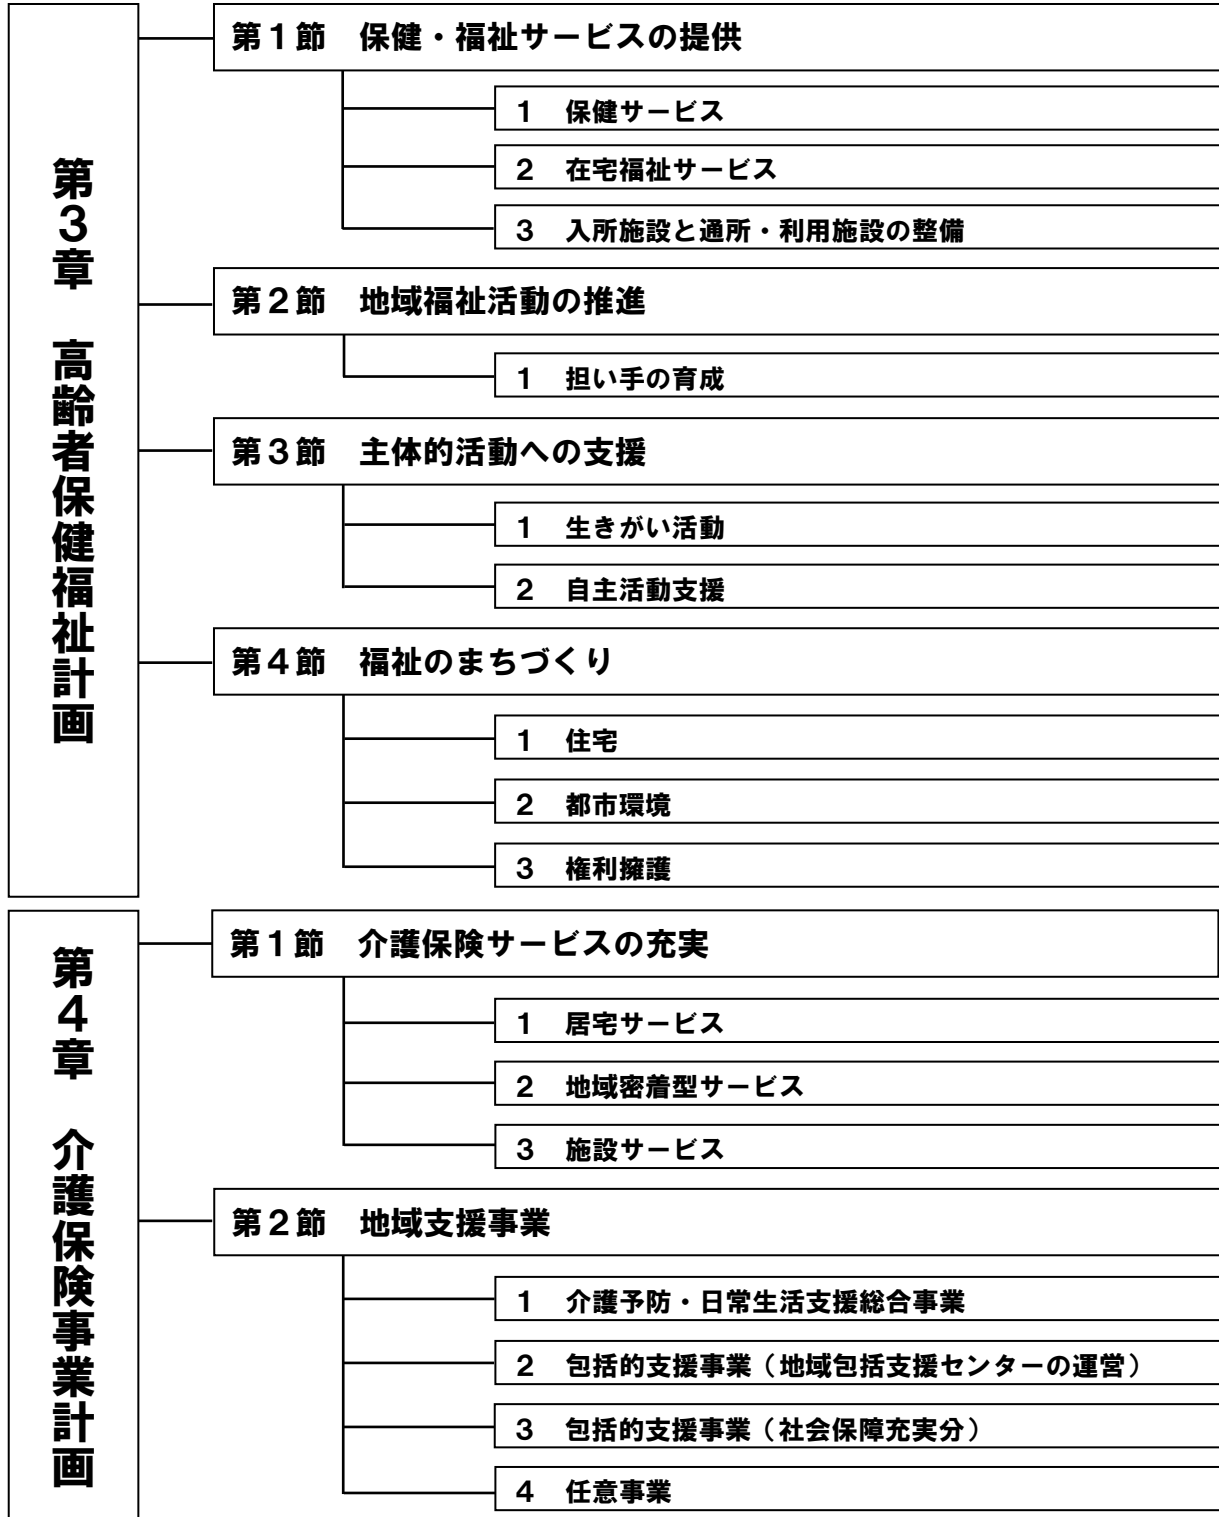 第3章　高齢者保健福祉計画
第1節　保健・福祉サービスの提供
1　保健サービス
2　在宅福祉サービス
3　入所施設と通所・利用施設の整備
第2節　地域福祉活動の推進
1　担い手の育成
第3節　主体的活動への支援
1　生きがい活動
2　自主活動支援
第4節　福祉のまちづくり
1　住宅
2　都市環境
3　権利擁護
第4章　介護保険事業計画
第1節　介護保険サービスの充実
1　居宅サービス
2　地域密着型サービス
3　施設サービス
第2節　地域支援事業
1　介護予防・日常生活支援総合事業
2　包括的支援事業（地域包括支援センターの運営）
3　包括的支援事業（社会保障充実分）
4　任意事業